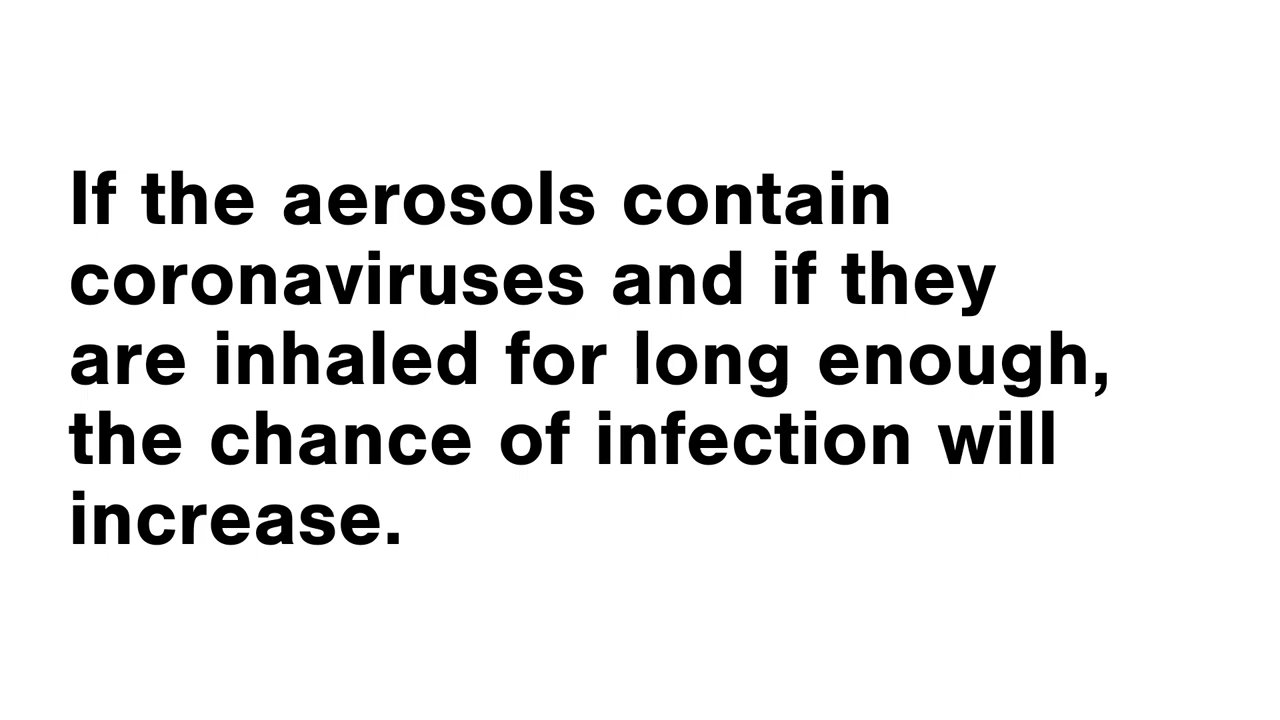 If the aerosols contain
coronaviruses and if they
are inhaled for long enough,
the chance of infection will
increase.